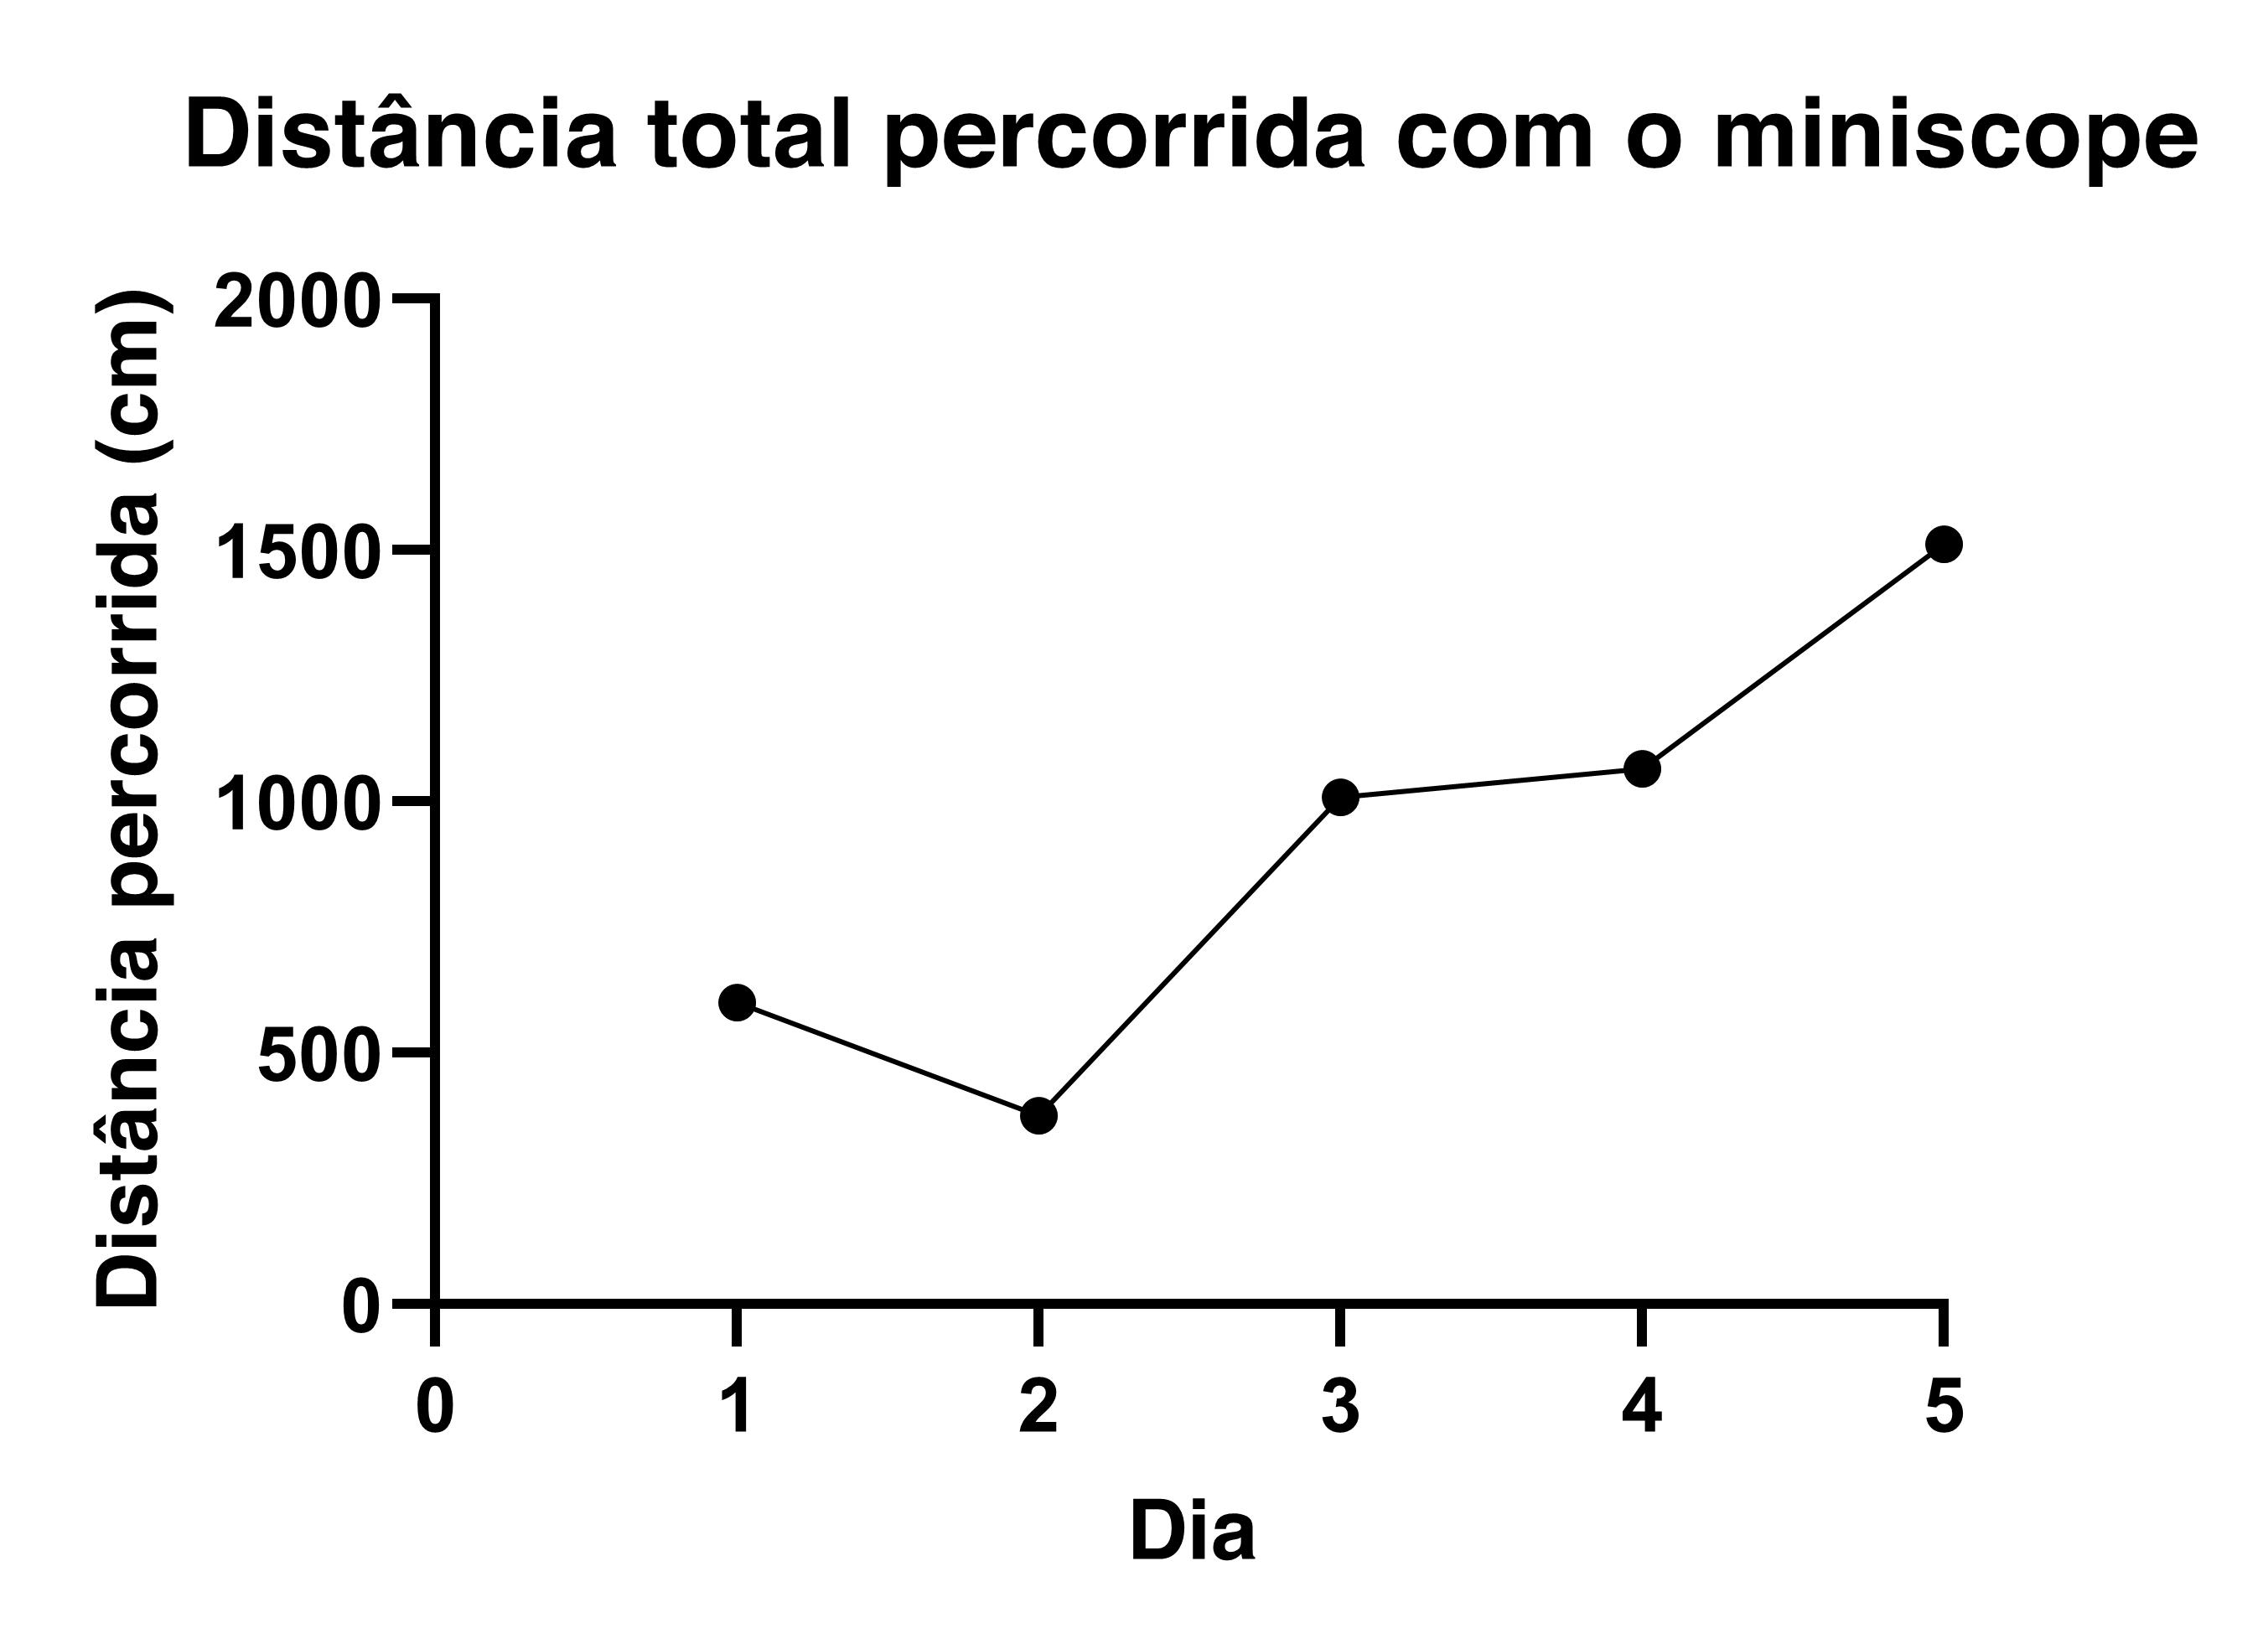 Distância total percorrida com o miniscope
Distância percorrida (cm)
2000
1500
1000
500
0
0 1 2 3 4 5
Dia